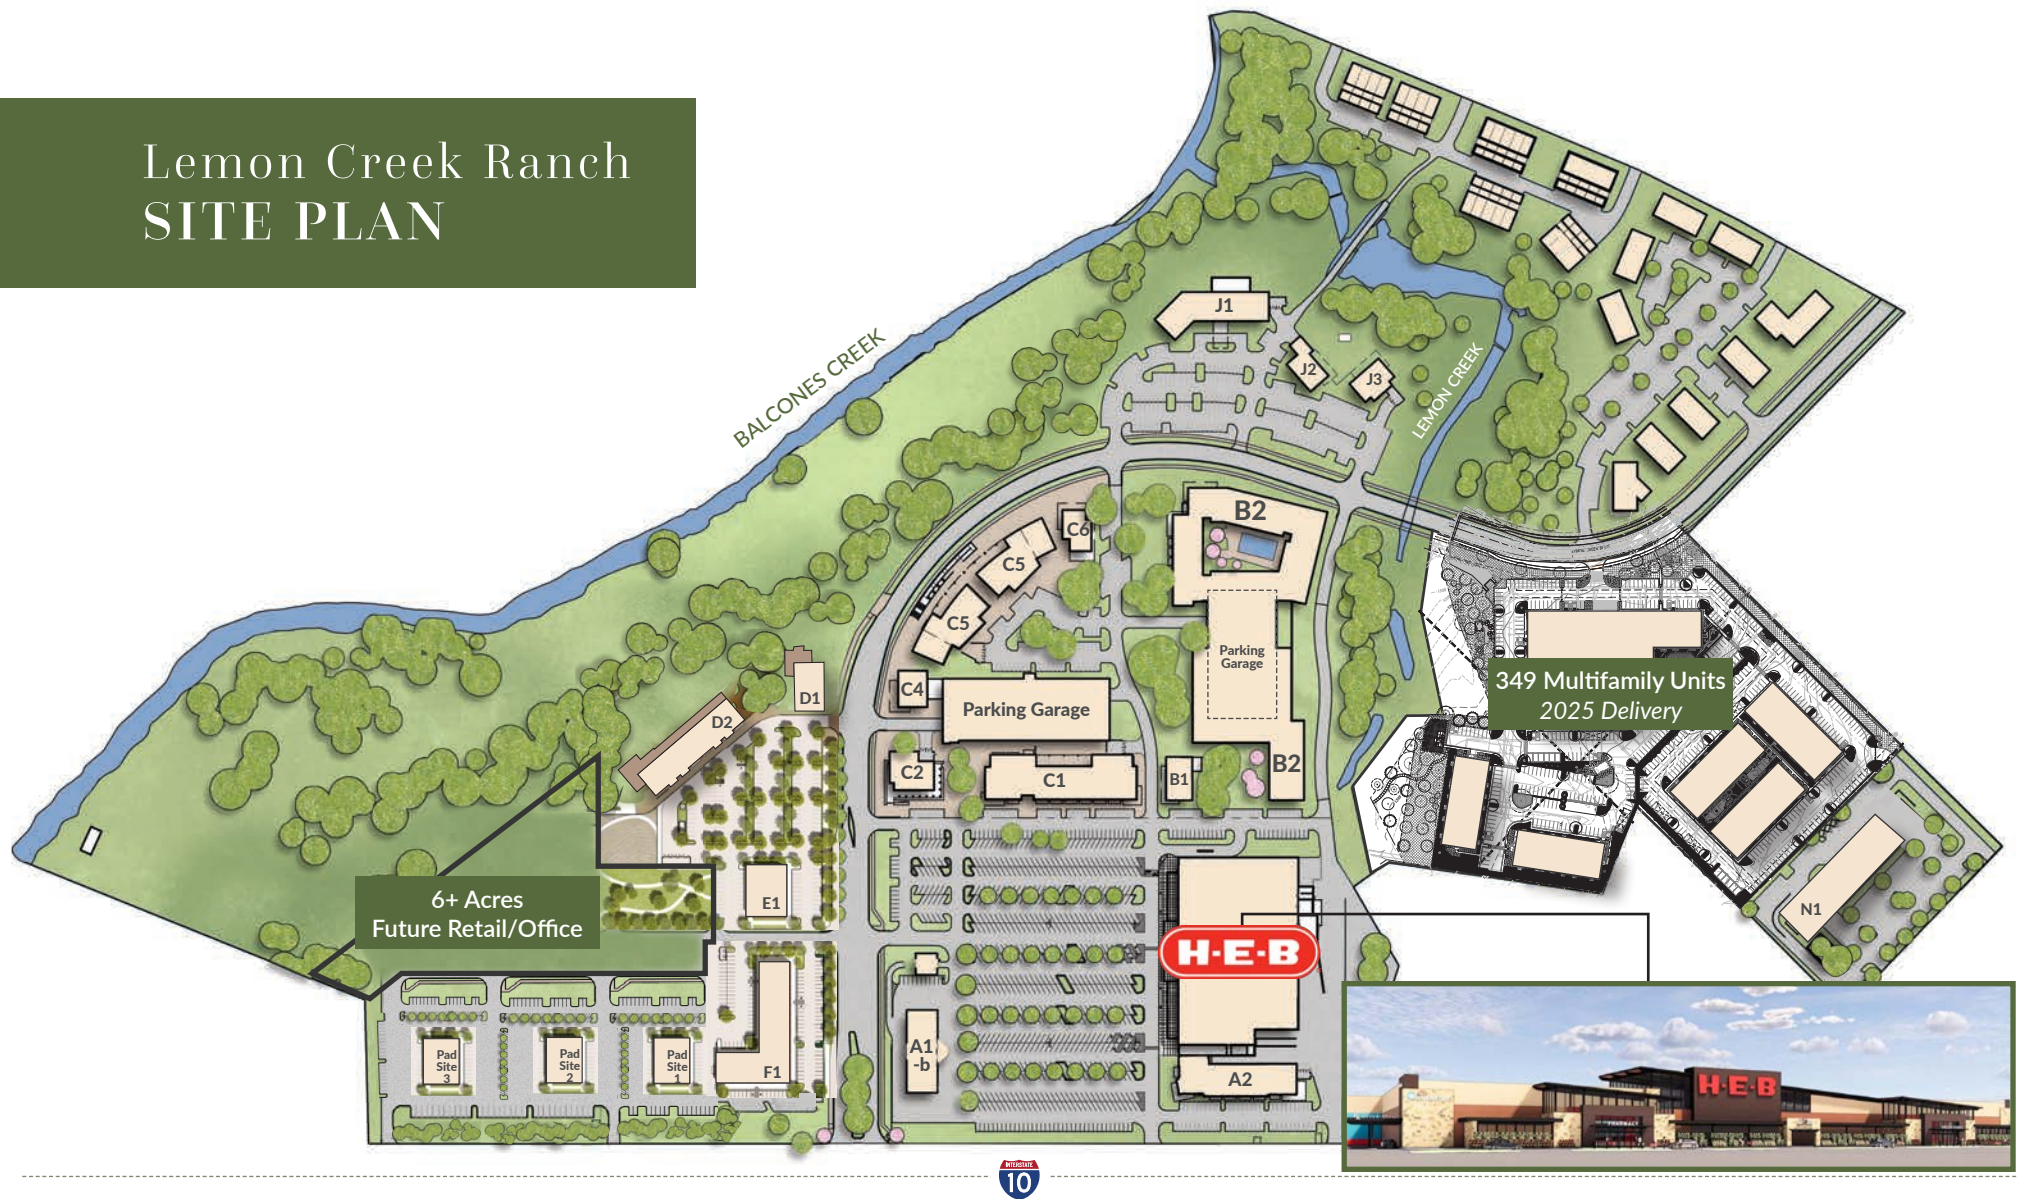 Lemon Creek Ranch
SITE PLAN
BALCONES CREEK
LEMON CREEK
J1
J2
J3
B2
C6
C5
C5
Parking
Garage
C4
Parking Garage
D1
D2
C2
C1
B1
B2
349 Multifamily Units
2025 Delivery
6+ Acres
Future Retail/Office
E1
N1
H-E-B
A1
-b
A2
F1
Pad
Site
3
Pad
Site
2
Pad
Site
1
H-E-B
PHARMACY
INTERSTATE
10